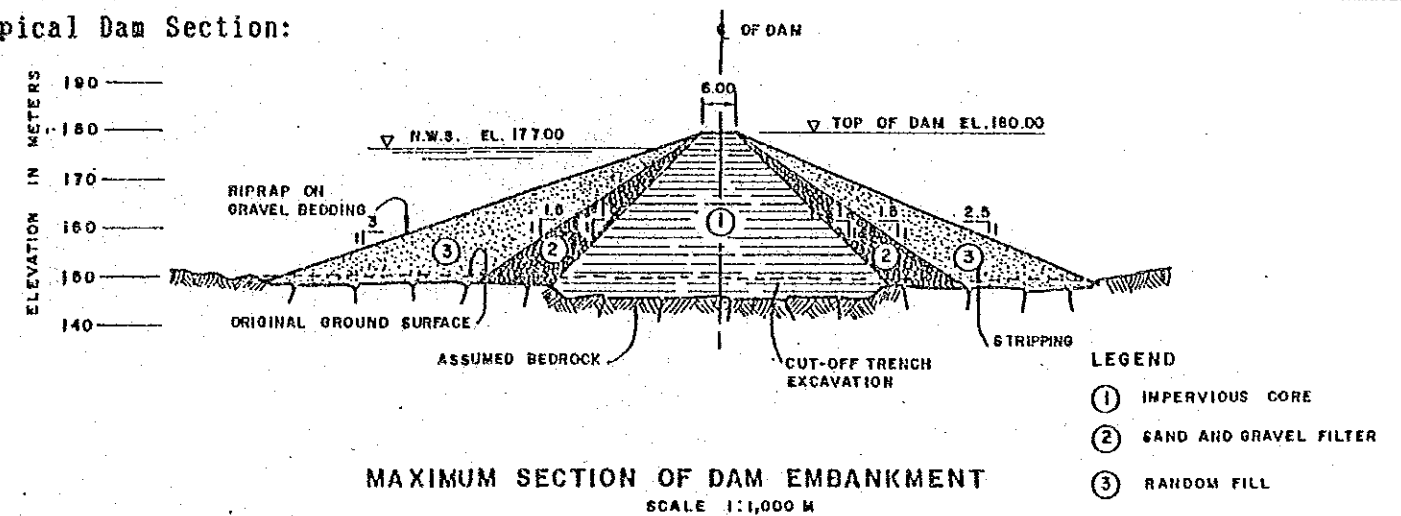 pical Dam Section:
℄ OF DAM
ELEVATION IN METERS
190
180
170
160
150
140
6.00
N.W.S. EL. 177.00
TOP OF DAM EL. 180.00
RIPRAP ON
GRAVEL BEDDING
3
1
3
1.6
1
2
1
1
1
1
1.6
1
2
2.5
1
3
ORIGINAL GROUND SURFACE
ASSUMED BEDROCK
CUT-OFF TRENCH
EXCAVATION
STRIPPING
LEGEND
1 IMPERVIOUS CORE
2 SAND AND GRAVEL FILTER
3 RANDOM FILL
MAXIMUM SECTION OF DAM EMBANKMENT
SCALE 1:1,000 M